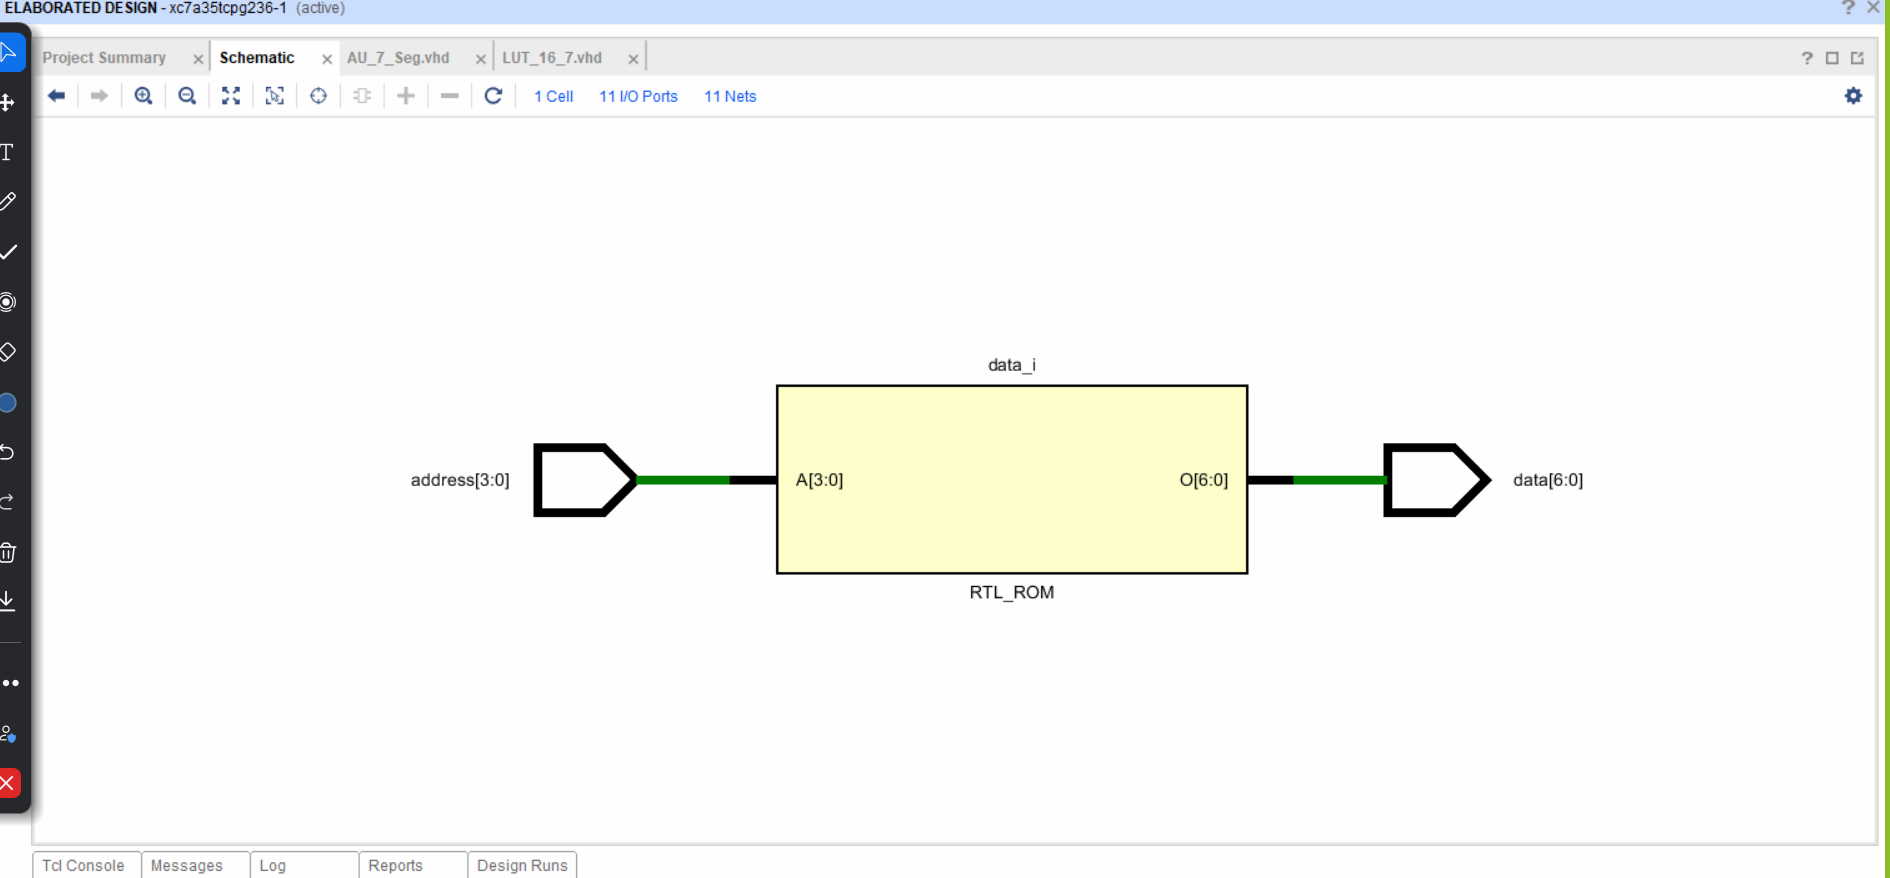 ELABORATED DESIGN - xc7a35tcpg236-1 (active)
Project Summary Schematic AU_7_Seg.vhd LUT_16_7.vhd
1 Cell 11 I/O Ports 11 Nets
data_i
address[3:0] A[3:0] O[6:0] data[6:0]
RTL_ROM
Tcl Console Messages Log Reports Design Runs